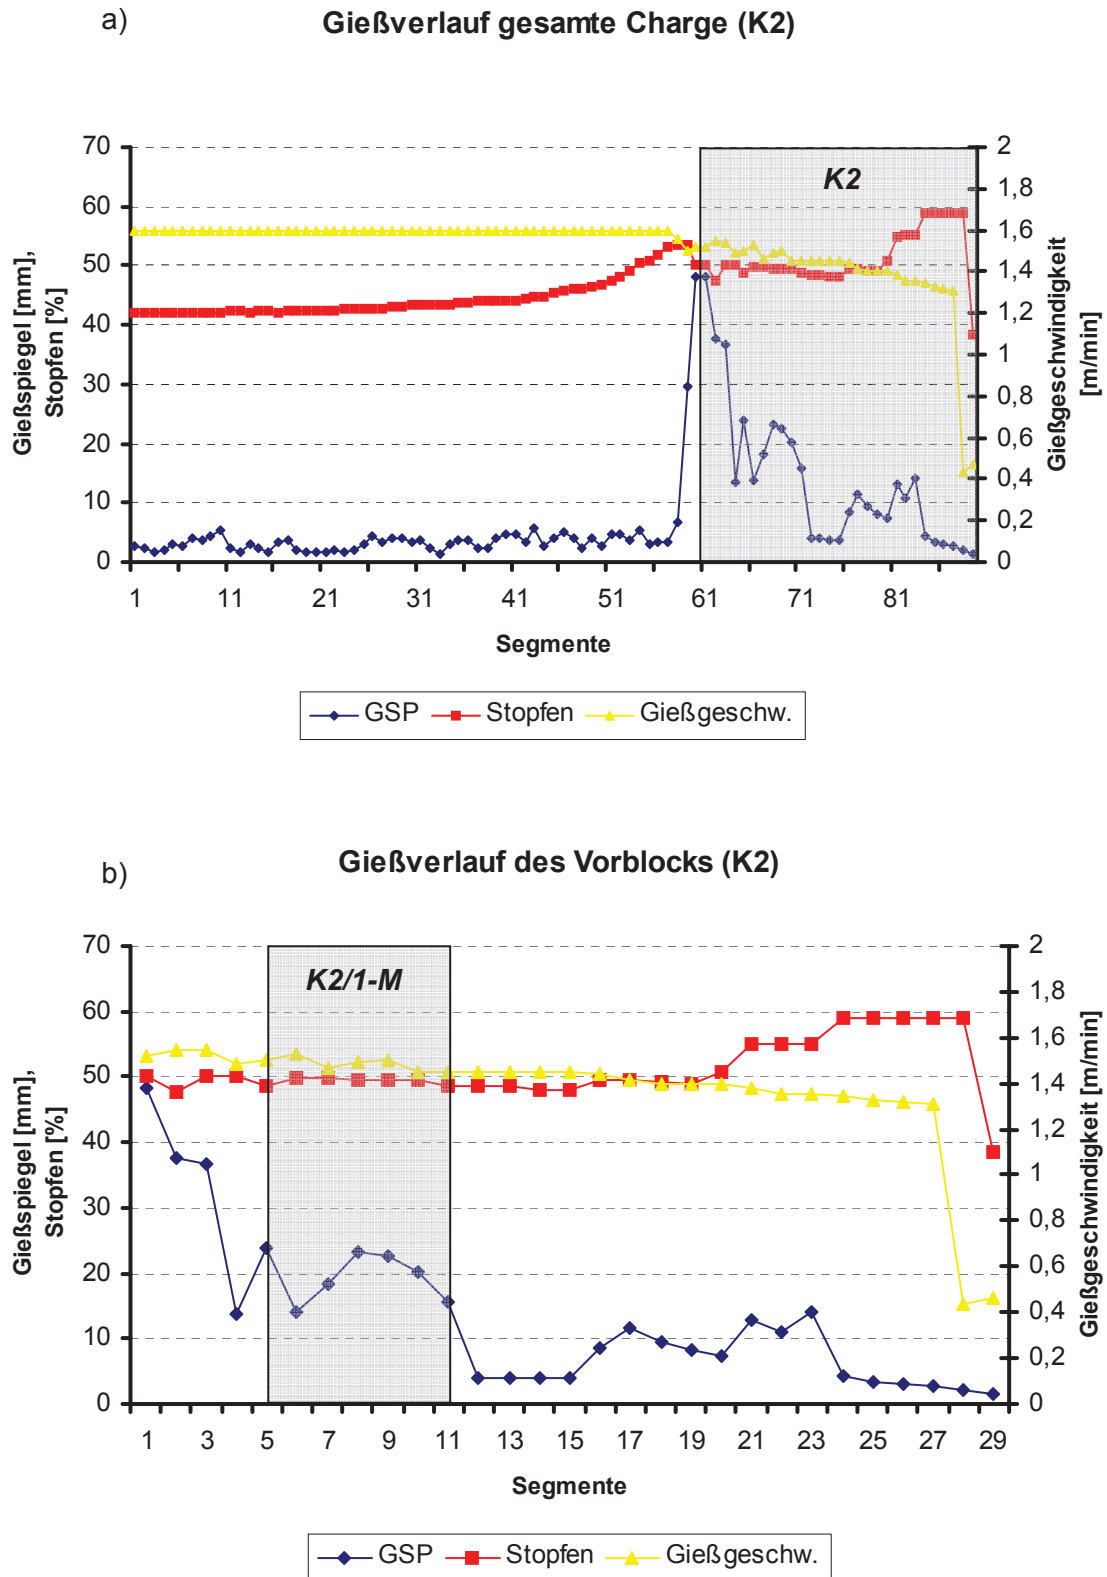 a)
Gießverlauf gesamte Charge (K2)
Gießspiegel [mm],
Stopfen [%]
70
60
50
40
30
20
10
0
K2
2
1,8
1,6
1,4
1,2
1
0,8
0,6
0,4
0,2
0
Gießgeschwindigkeit
[m/min]
1 11 21 31 41 51 61 71 81
Segmente
GSP Stopfen Gießgeschw.
b)
Gießverlauf des Vorblocks (K2)
Gießspiegel [mm],
Stopfen [%]
70
60
50
40
30
20
10
0
K2/1-M
2
1,8
1,6
1,4
1,2
1
0,8
0,6
0,4
0,2
0
Gießgeschwindigkeit [m/min]
1 3 5 7 9 11 13 15 17 19 21 23 25 27 29
Segmente
GSP Stopfen Gießgeschw.